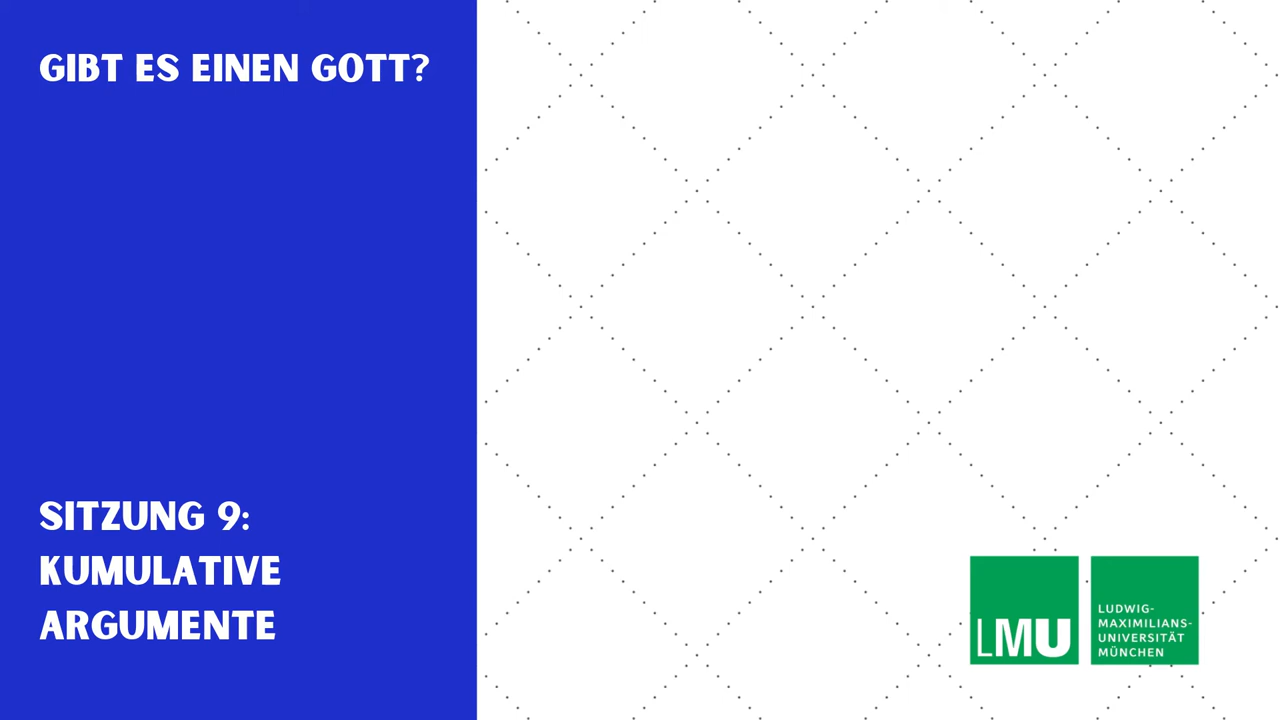 GIBT ES EINEN GOTT?
SITZUNG 9:
KUMULATIVE
ARGUMENTE
LMU
LUDWIG-
MAXIMILIANS-
UNIVERSITÄT
MÜNCHEN